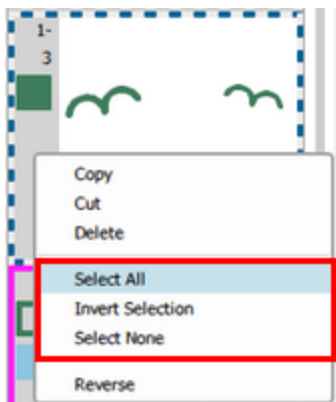 1-
3
Copy
Cut
Delete
Select All
Invert Selection
Select None
Reverse